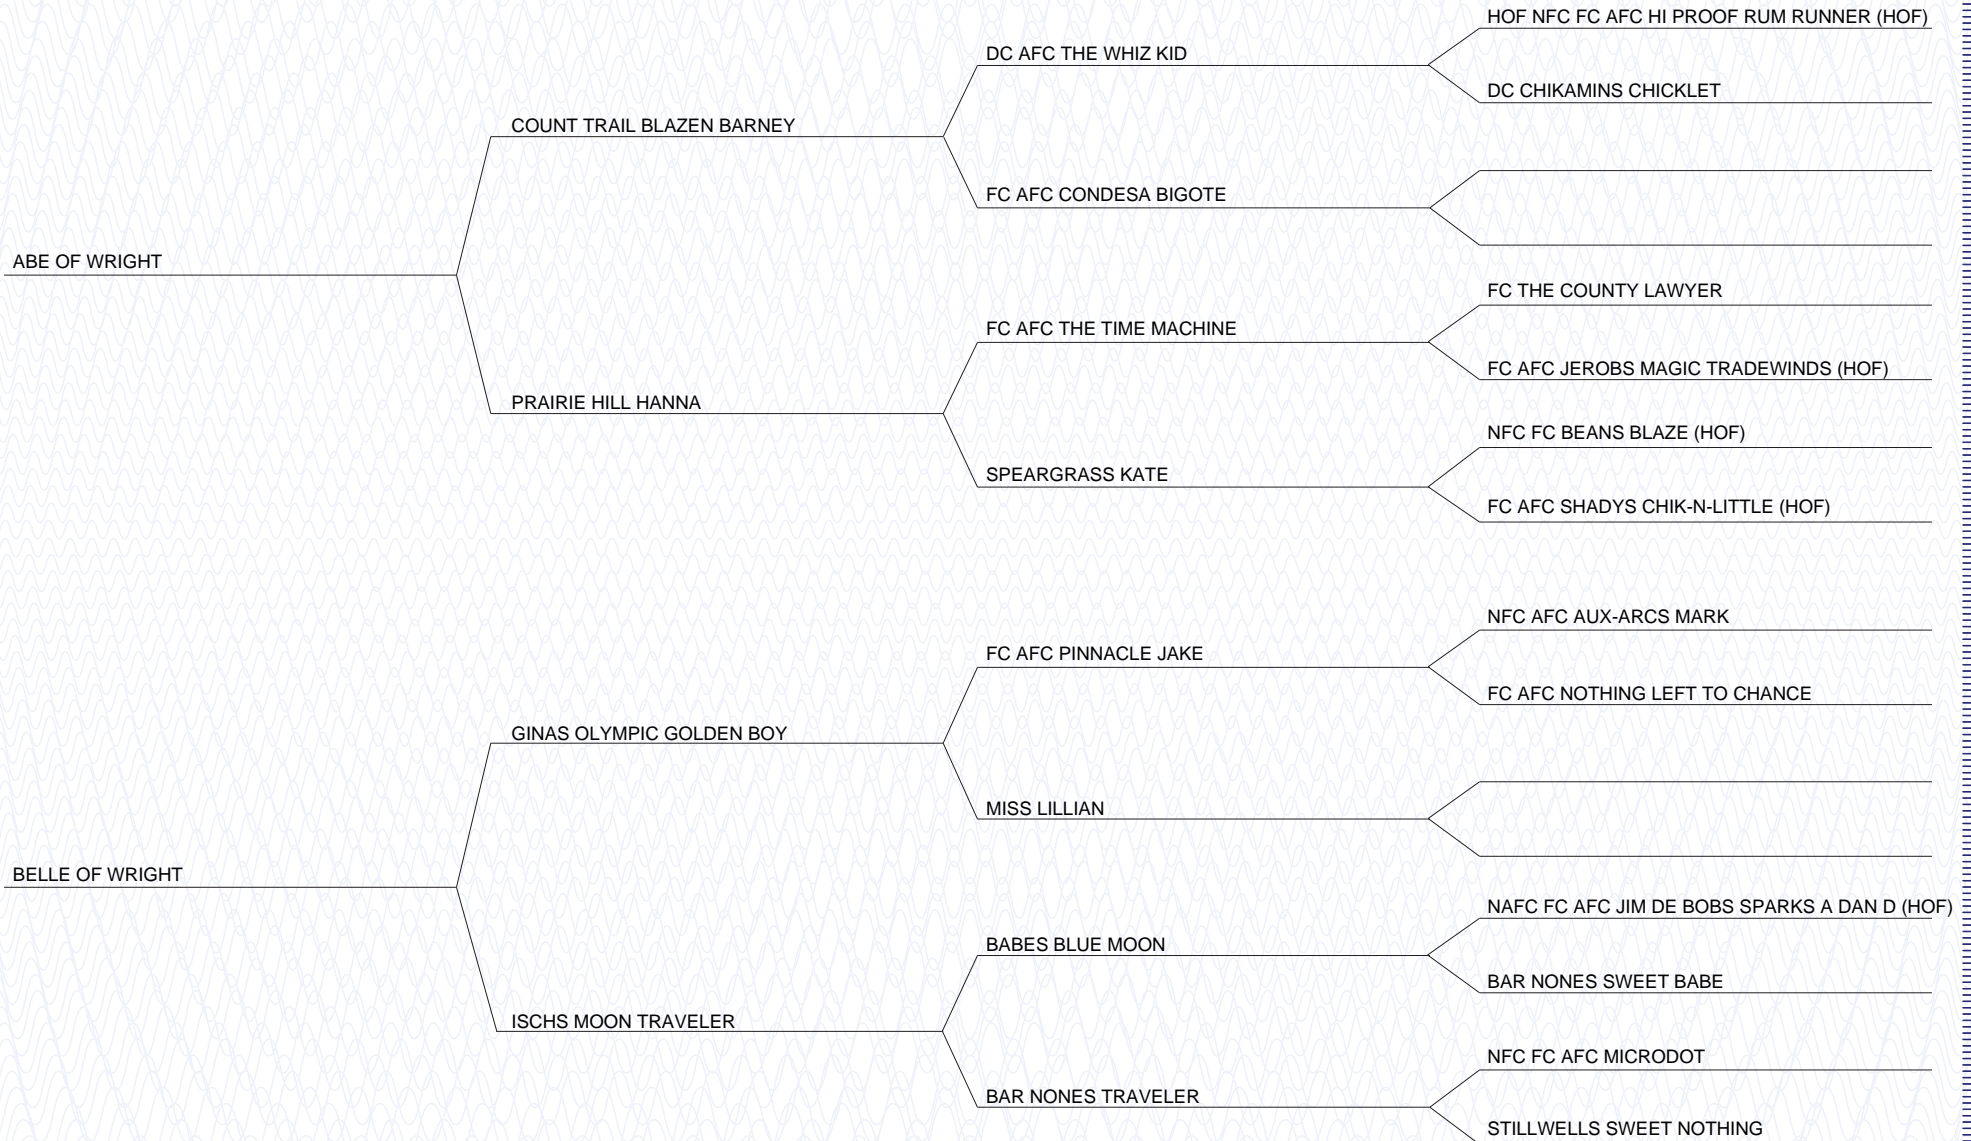 HOF NFC FC AFC HI PROOF RUM RUNNER (HOF)
DC AFC THE WHIZ KID
DC CHIKAMINS CHICKLET
COUNT TRAIL BLAZEN BARNEY
FC AFC CONDESA BIGOTE
ABE OF WRIGHT
FC THE COUNTY LAWYER
FC AFC THE TIME MACHINE
FC AFC JEROBS MAGIC TRADEWINDS (HOF)
PRAIRIE HILL HANNA
NFC FC BEANS BLAZE (HOF)
SPEARGRASS KATE
FC AFC SHADYS CHIK-N-LITTLE (HOF)
NFC AFC AUX-ARCS MARK
FC AFC PINNACLE JAKE
FC AFC NOTHING LEFT TO CHANCE
GINAS OLYMPIC GOLDEN BOY
MISS LILLIAN
BELLE OF WRIGHT
NAFC FC AFC JIM DE BOBS SPARKS A DAN D (HOF)
BABES BLUE MOON
BAR NONES SWEET BABE
ISCHS MOON TRAVELER
NFC FC AFC MICRODOT
BAR NONES TRAVELER
STILLWELLS SWEET NOTHING